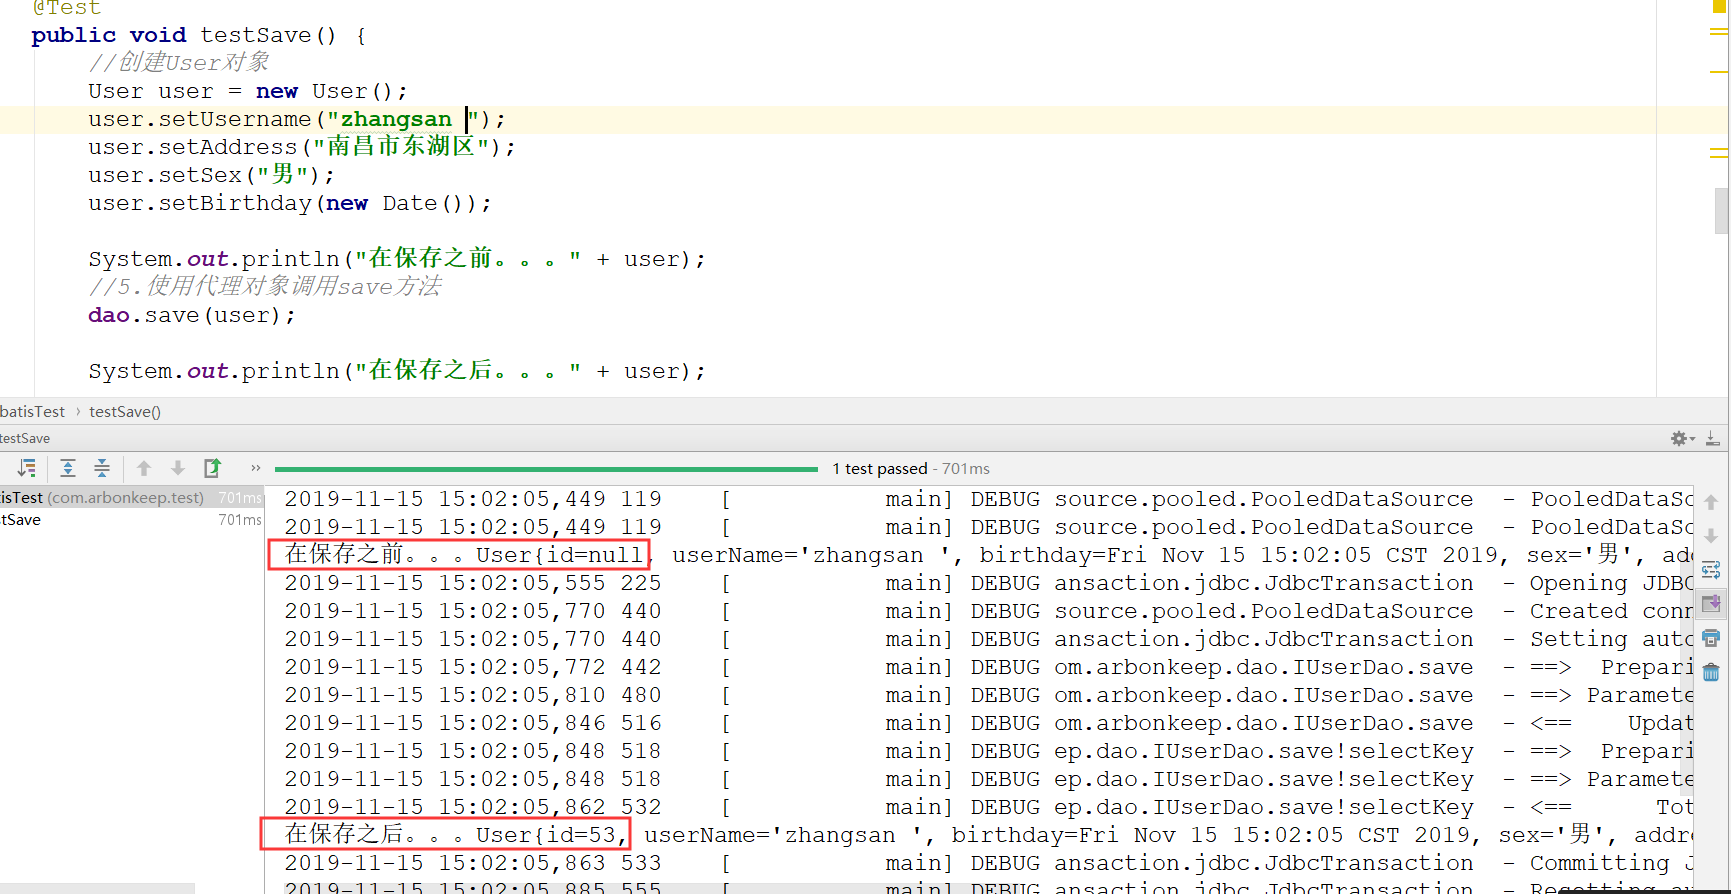 @Test
public void testSave() {
//创建User对象
User user = new User();
user.setUsername("zhangsan ");
user.setAddress("南昌市东湖区");
user.setSex("男");
user.setBirthday(new Date());
System.out.println("在保存之前。。。" + user);
//5.使用代理对象调用save方法
dao.save(user);
System.out.println("在保存之后。。。" + user);
batisTest › testSave()
testSave
» 1 test passed - 701ms
isTest (com.arbonkeep.test) 701ms
tSave 701ms
2019-11-15 15:02:05,449 119 [ main] DEBUG source.pooled.PooledDataSource - PooledDataSo
2019-11-15 15:02:05,449 119 [ main] DEBUG source.pooled.PooledDataSource - PooledDataSo
在保存之前。。。User{id=null, userName='zhangsan ', birthday=Fri Nov 15 15:02:05 CST 2019, sex='男', add
2019-11-15 15:02:05,555 225 [ main] DEBUG ansaction.jdbc.JdbcTransaction - Opening JDBC
2019-11-15 15:02:05,770 440 [ main] DEBUG source.pooled.PooledDataSource - Created conn
2019-11-15 15:02:05,770 440 [ main] DEBUG ansaction.jdbc.JdbcTransaction - Setting auto
2019-11-15 15:02:05,772 442 [ main] DEBUG om.arbonkeep.dao.IUserDao.save - ==> Prepari
2019-11-15 15:02:05,810 480 [ main] DEBUG om.arbonkeep.dao.IUserDao.save - ==> Paramete
2019-11-15 15:02:05,846 516 [ main] DEBUG om.arbonkeep.dao.IUserDao.save - <== Updat
2019-11-15 15:02:05,848 518 [ main] DEBUG ep.dao.IUserDao.save!selectKey - ==> Prepari
2019-11-15 15:02:05,848 518 [ main] DEBUG ep.dao.IUserDao.save!selectKey - ==> Paramete
2019-11-15 15:02:05,862 532 [ main] DEBUG ep.dao.IUserDao.save!selectKey - <== Tot
在保存之后。。。User{id=53, userName='zhangsan ', birthday=Fri Nov 15 15:02:05 CST 2019, sex='男', addre
2019-11-15 15:02:05,863 533 [ main] DEBUG ansaction.jdbc.JdbcTransaction - Committing J
2019-11-15 15:02:05,885 555 [ main] DEBUG ansaction.jdbc.JdbcTransaction - Resetting au